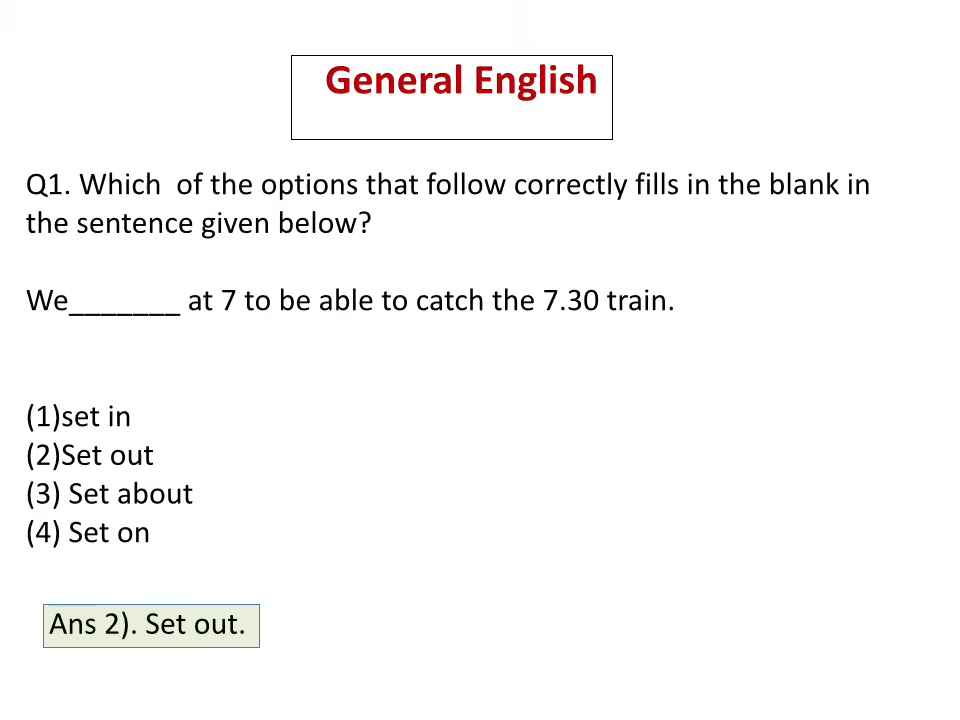 General English
Q1. Which  of the options that follow correctly fills in the blank in
the sentence given below?
We_______ at 7 to be able to catch the 7.30 train.
(1)set in
(2)Set out
(3) Set about
(4) Set on
Ans 2). Set out.